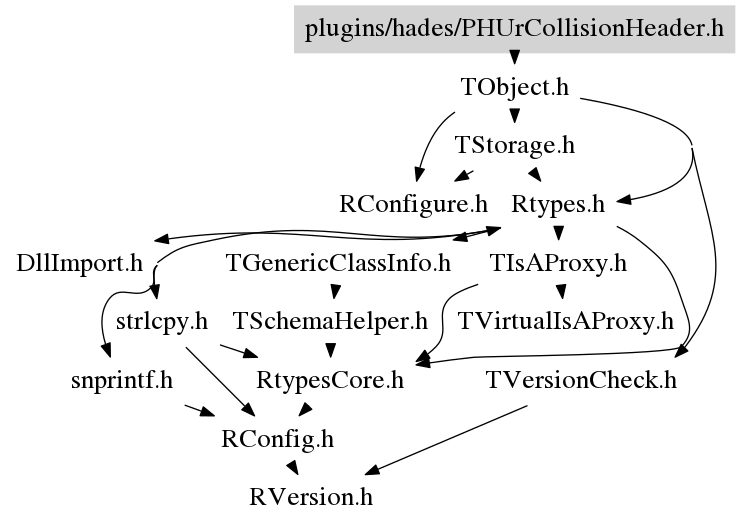 plugins/hades/PHUrCollisionHeader.h
TObject.h
TStorage.h
RConfigure.h
Rtypes.h
DllImport.h
TGenericClassInfo.h
TIsAProxy.h
strlcpy.h
TSchemaHelper.h
TVirtualIsAProxy.h
snprintf.h
RtypesCore.h
TVersionCheck.h
RConfig.h
RVersion.h